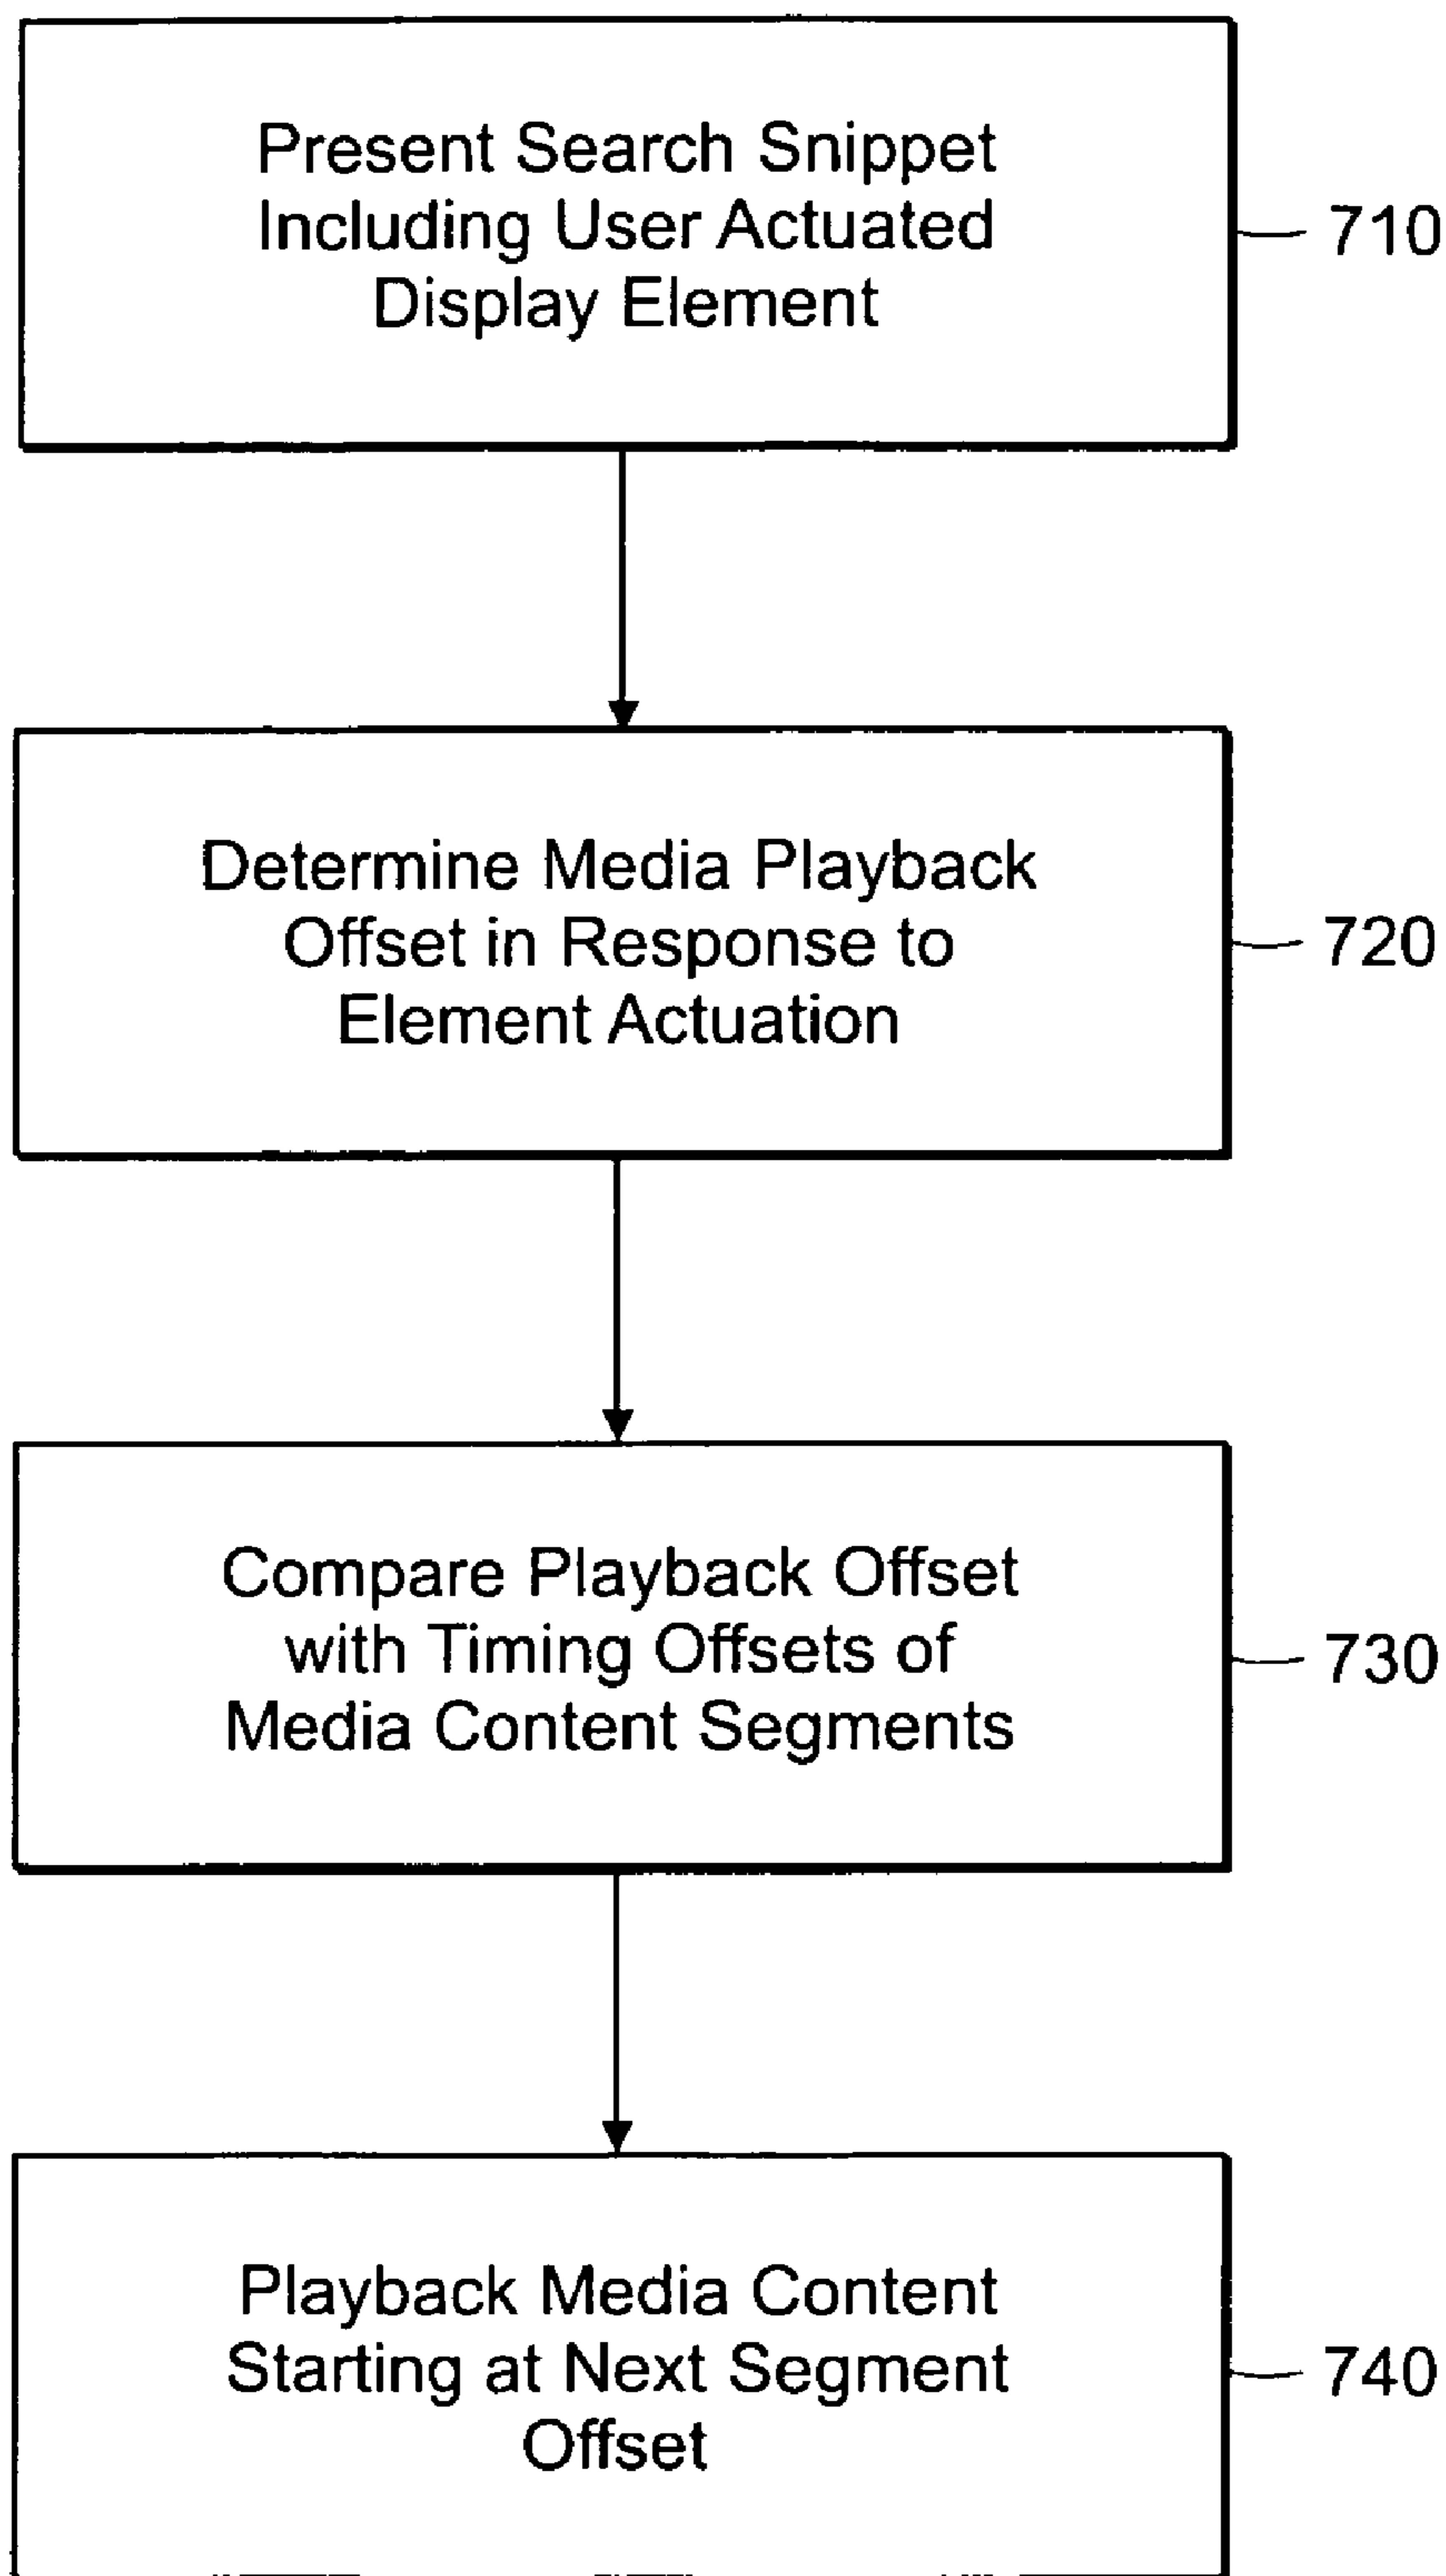 Present Search Snippet
Including User Actuated
Display Element
710
Determine Media Playback
Offset in Response to
Element Actuation
720
Compare Playback Offset
with Timing Offsets of
Media Content Segments
730
Playback Media Content
Starting at Next Segment
Offset
740